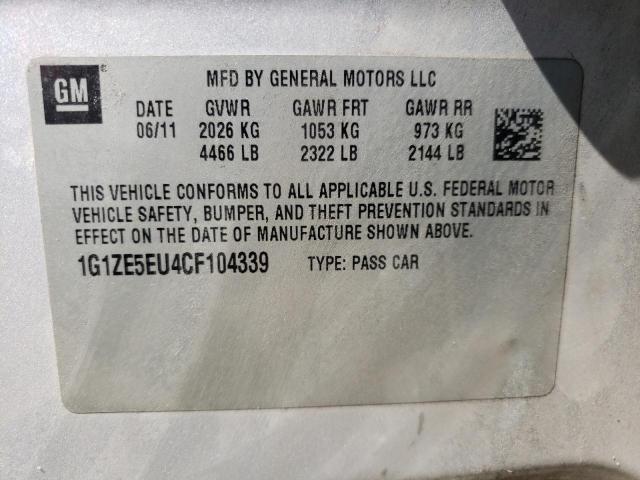 GM
MFD BY GENERAL MOTORS LLC
DATE GVWR GAWR FRT GAWR RR
06/11 2026 KG 1053 KG 973 KG
4466 LB 2322 LB 2144 LB
THIS VEHICLE CONFORMS TO ALL APPLICABLE U.S. FEDERAL MOTOR
VEHICLE SAFETY, BUMPER, AND THEFT PREVENTION STANDARDS IN
EFFECT ON THE DATE OF MANUFACTURE SHOWN ABOVE.
1G1ZE5EU4CF104339 TYPE: PASS CAR